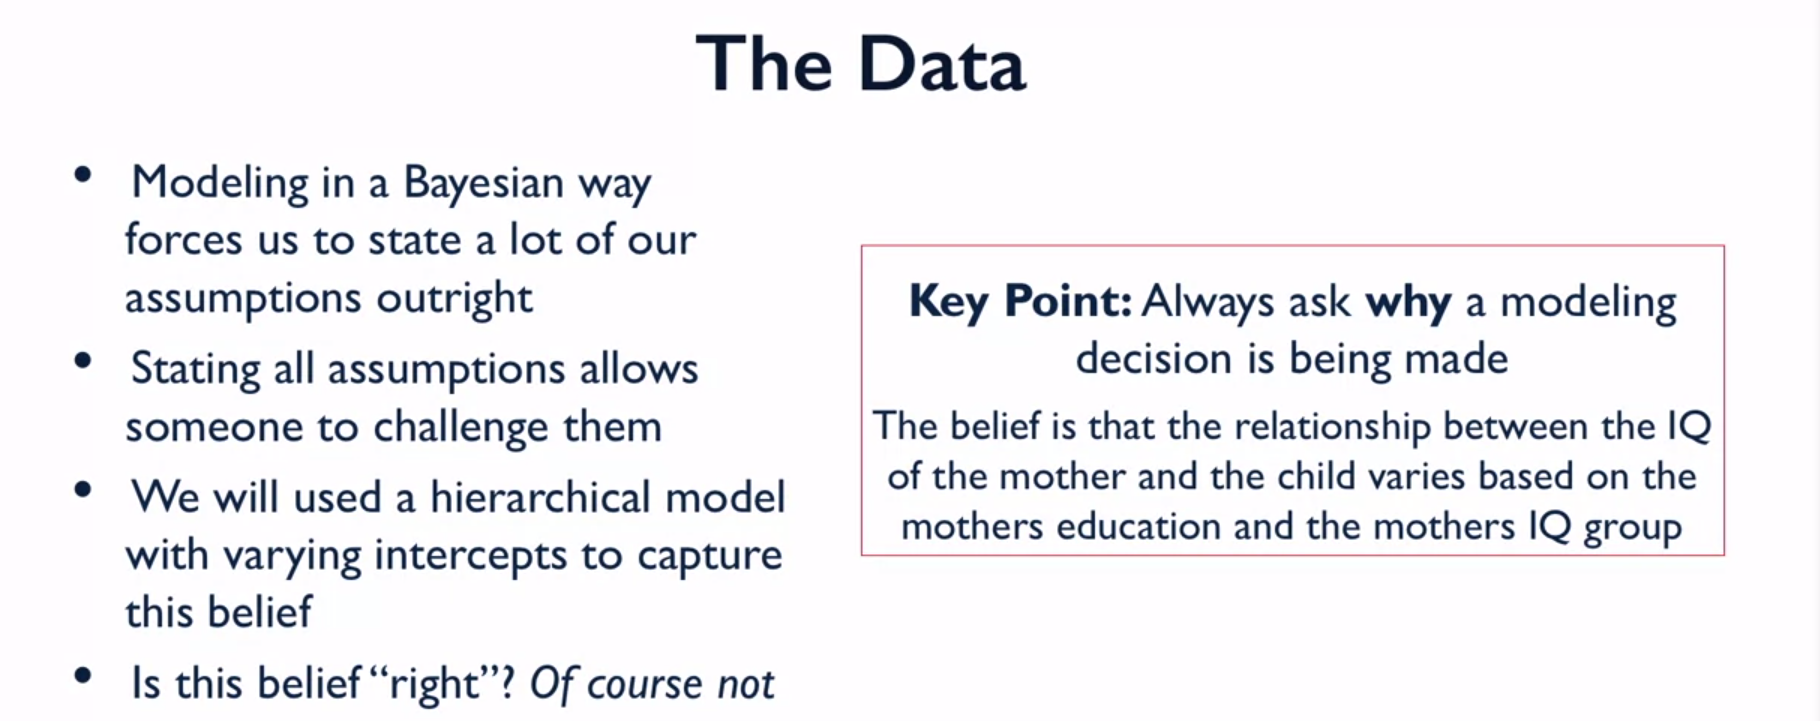 The Data
• Modeling in a Bayesian way
forces us to state a lot of our
assumptions outright
• Stating all assumptions allows
someone to challenge them
• We will used a hierarchical model
with varying intercepts to capture
this belief
• Is this belief “right”? Of course not
Key Point: Always ask why a modeling
decision is being made
The belief is that the relationship between the IQ
of the mother and the child varies based on the
mothers education and the mothers IQ group